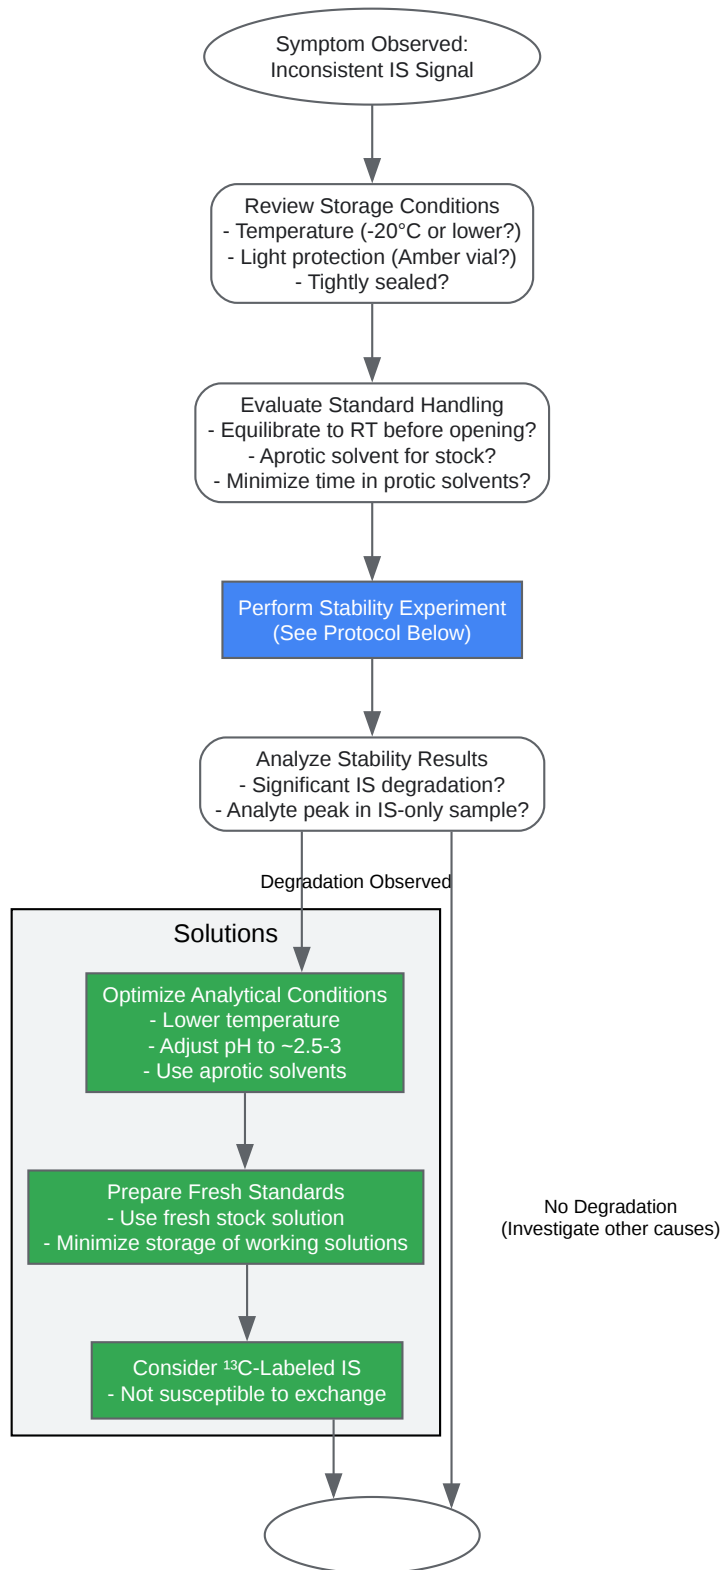 Symptom Observed:
Inconsistent IS Signal
Review Storage Conditions
- Temperature (-20°C or lower?)
- Light protection (Amber vial?)
- Tightly sealed?
Evaluate Standard Handling
- Equilibrate to RT before opening?
- Aprotic solvent for stock?
- Minimize time in protic solvents?
Perform Stability Experiment
(See Protocol Below)
Analyze Stability Results
- Significant IS degradation?
- Analyte peak in IS-only sample?
Degradation Observed
Solutions
Optimize Analytical Conditions
- Lower temperature
- Adjust pH to ~2.5-3
- Use aprotic solvents
Prepare Fresh Standards
- Use fresh stock solution
- Minimize storage of working solutions
No Degradation
(Investigate other causes)
Consider ¹³C-Labeled IS
- Not susceptible to exchange